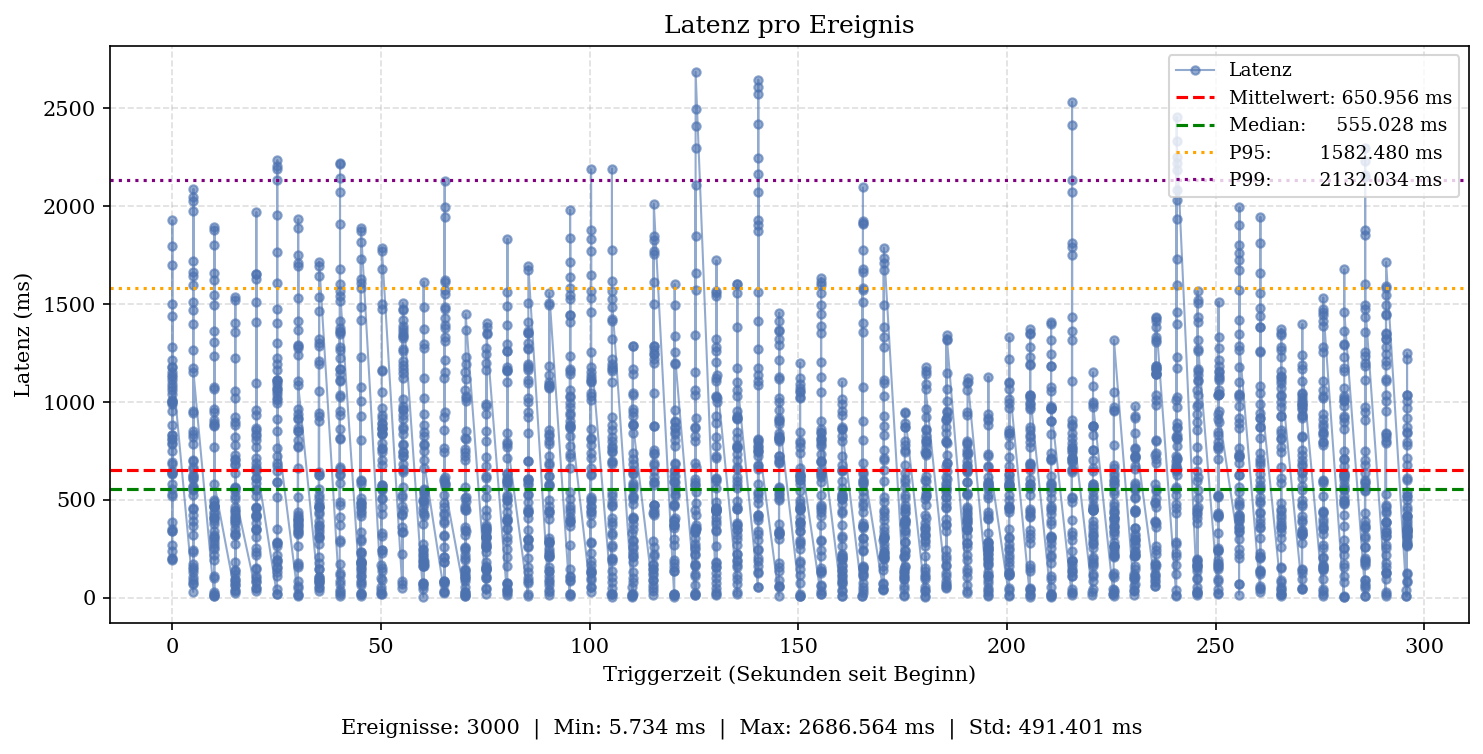 Latenz pro Ereignis
Latenz (ms)
2500
2000
1500
1000
500
0
Latenz
Mittelwert: 650.956 ms
Median: 555.028 ms
P95: 1582.480 ms
P99: 2132.034 ms
0 50 100 150 200 250 300
Triggerzeit (Sekunden seit Beginn)
Ereignisse: 3000 | Min: 5.734 ms | Max: 2686.564 ms | Std: 491.401 ms